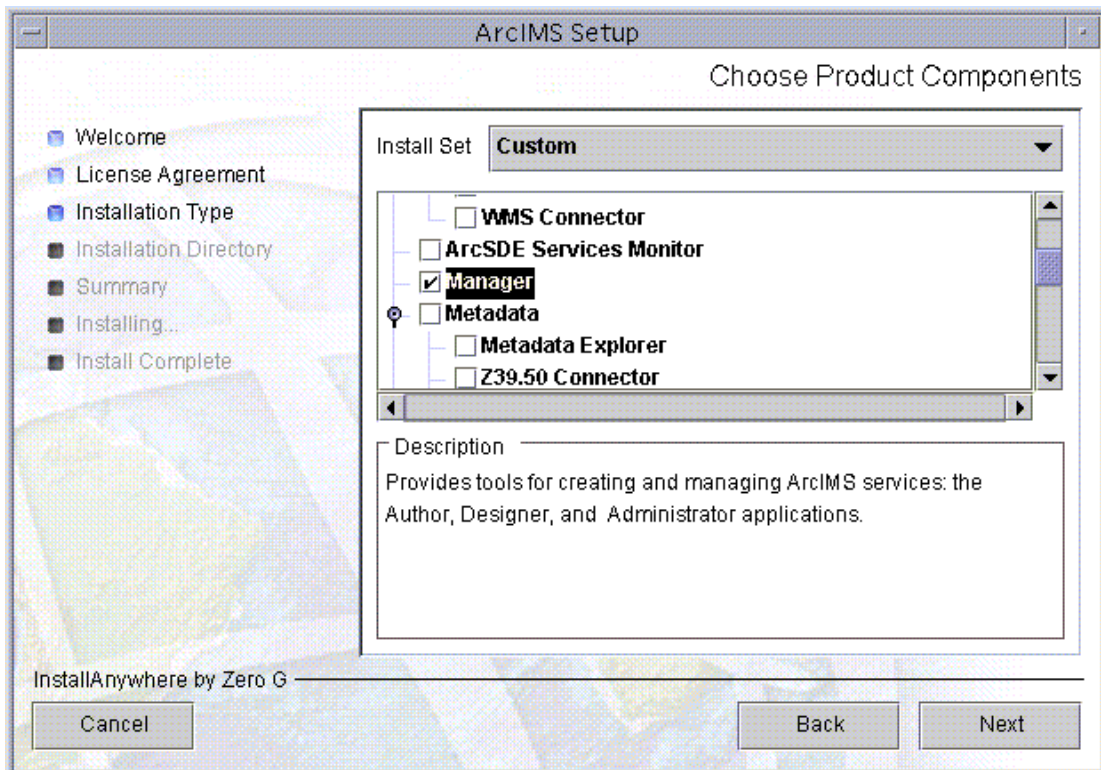 ArcIMS Setup
Choose Product Components
Welcome
License Agreement
Installation Type
Installation Directory
Summary
Installing...
Install Complete
Install Set Custom
WMS Connector
ArcSDE Services Monitor
Manager
Metadata
Metadata Explorer
Z39.50 Connector
Description
Provides tools for creating and managing ArcIMS services: the
Author, Designer, and Administrator applications.
InstallAnywhere by Zero G
Cancel
Back
Next